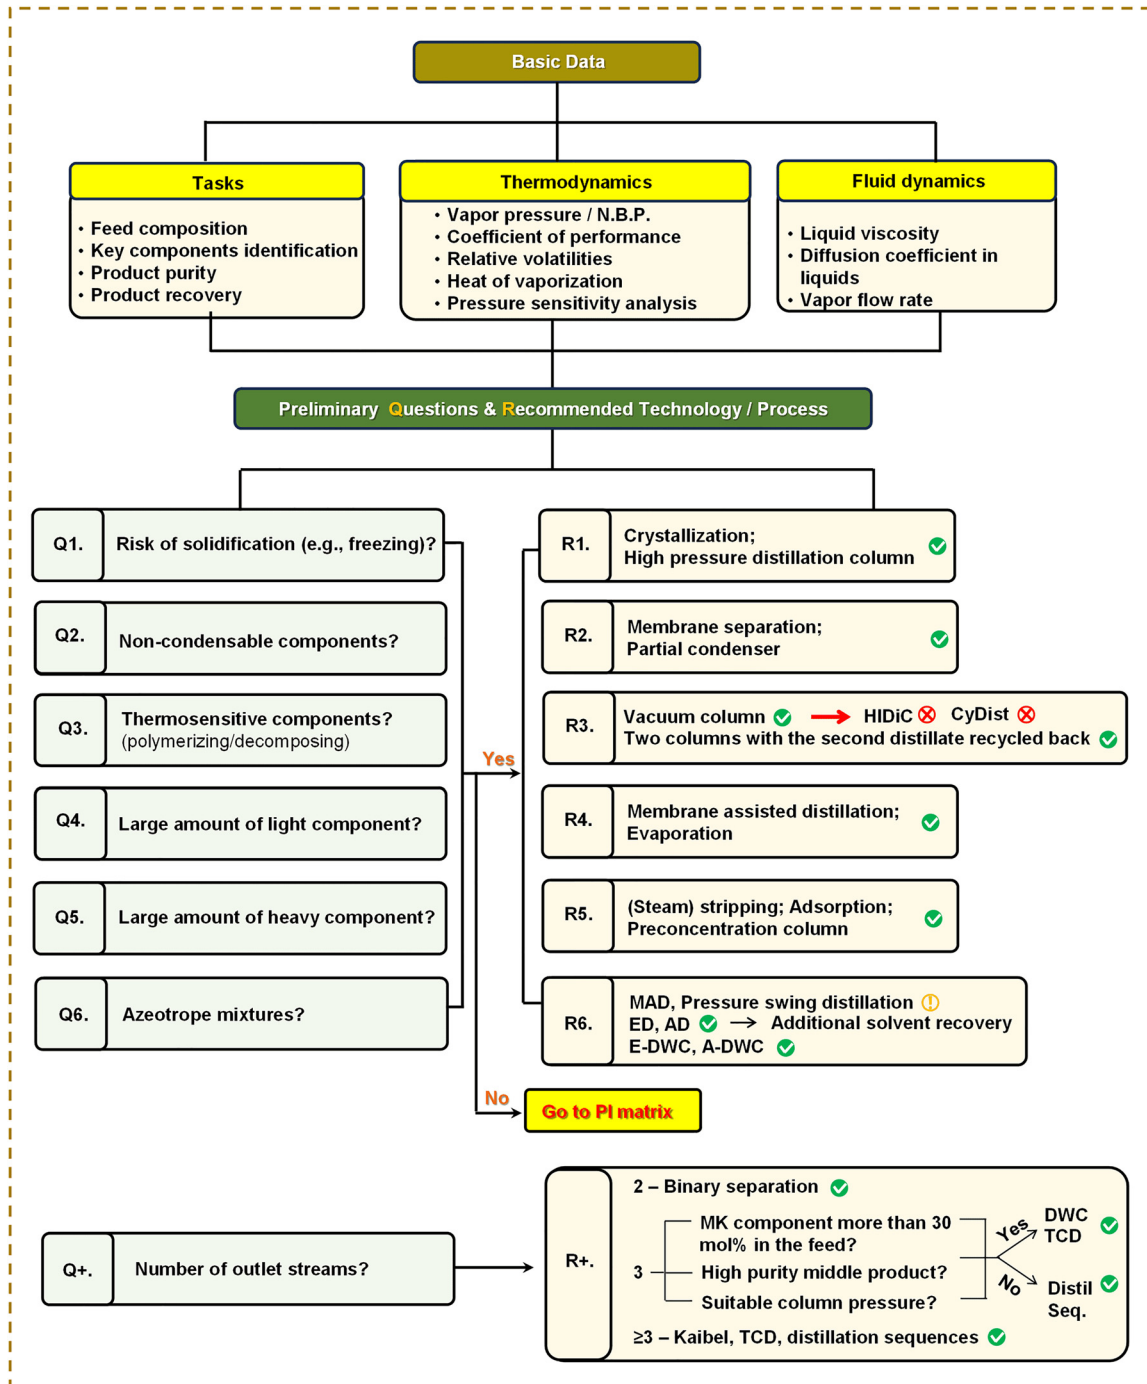 Basic Data
Tasks
• Feed composition
• Key components identification
• Product purity
• Product recovery
Thermodynamics
• Vapor pressure / N.B.P.
• Coefficient of performance
• Relative volatilities
• Heat of vaporization
• Pressure sensitivity analysis
Fluid dynamics
• Liquid viscosity
• Diffusion coefficient in
liquids
• Vapor flow rate
Preliminary Questions & Recommended Technology / Process
Q1. Risk of solidification (e.g., freezing)?
Q2. Non-condensable components?
Q3. Thermosensitive components?
(polymerizing/decomposing)
Q4. Large amount of light component?
Q5. Large amount of heavy component?
Q6. Azeotrope mixtures?
Yes
No
R1. Crystallization;
High pressure distillation column
R2. Membrane separation;
Partial condenser
R3. Vacuum column → HIDiC CyDist
Two columns with the second distillate recycled back
R4. Membrane assisted distillation;
Evaporation
R5. (Steam) stripping; Adsorption;
Preconcentration column
R6. MAD, Pressure swing distillation
ED, AD → Additional solvent recovery
E-DWC, A-DWC
Go to PI matrix
Q+. Number of outlet streams?
R+.
2 – Binary separation
3
MK component more than 30
mol% in the feed?
High purity middle product?
Suitable column pressure?
Yes
DWC
TCD
No
Distil
Seq.
≥3 – Kaibel, TCD, distillation sequences